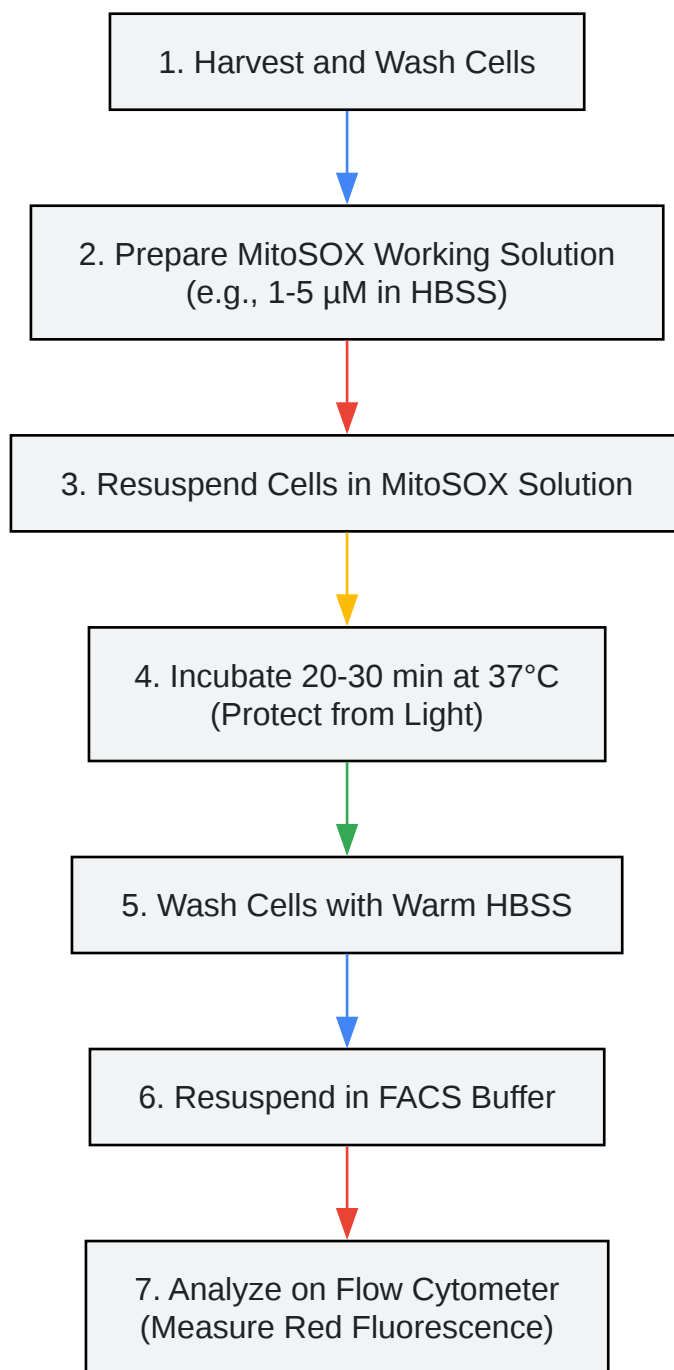 1. Harvest and Wash Cells
2. Prepare MitoSOX Working Solution
(e.g., 1-5 µM in HBSS)
3. Resuspend Cells in MitoSOX Solution
4. Incubate 20-30 min at 37°C
(Protect from Light)
5. Wash Cells with Warm HBSS
6. Resuspend in FACS Buffer
7. Analyze on Flow Cytometer
(Measure Red Fluorescence)